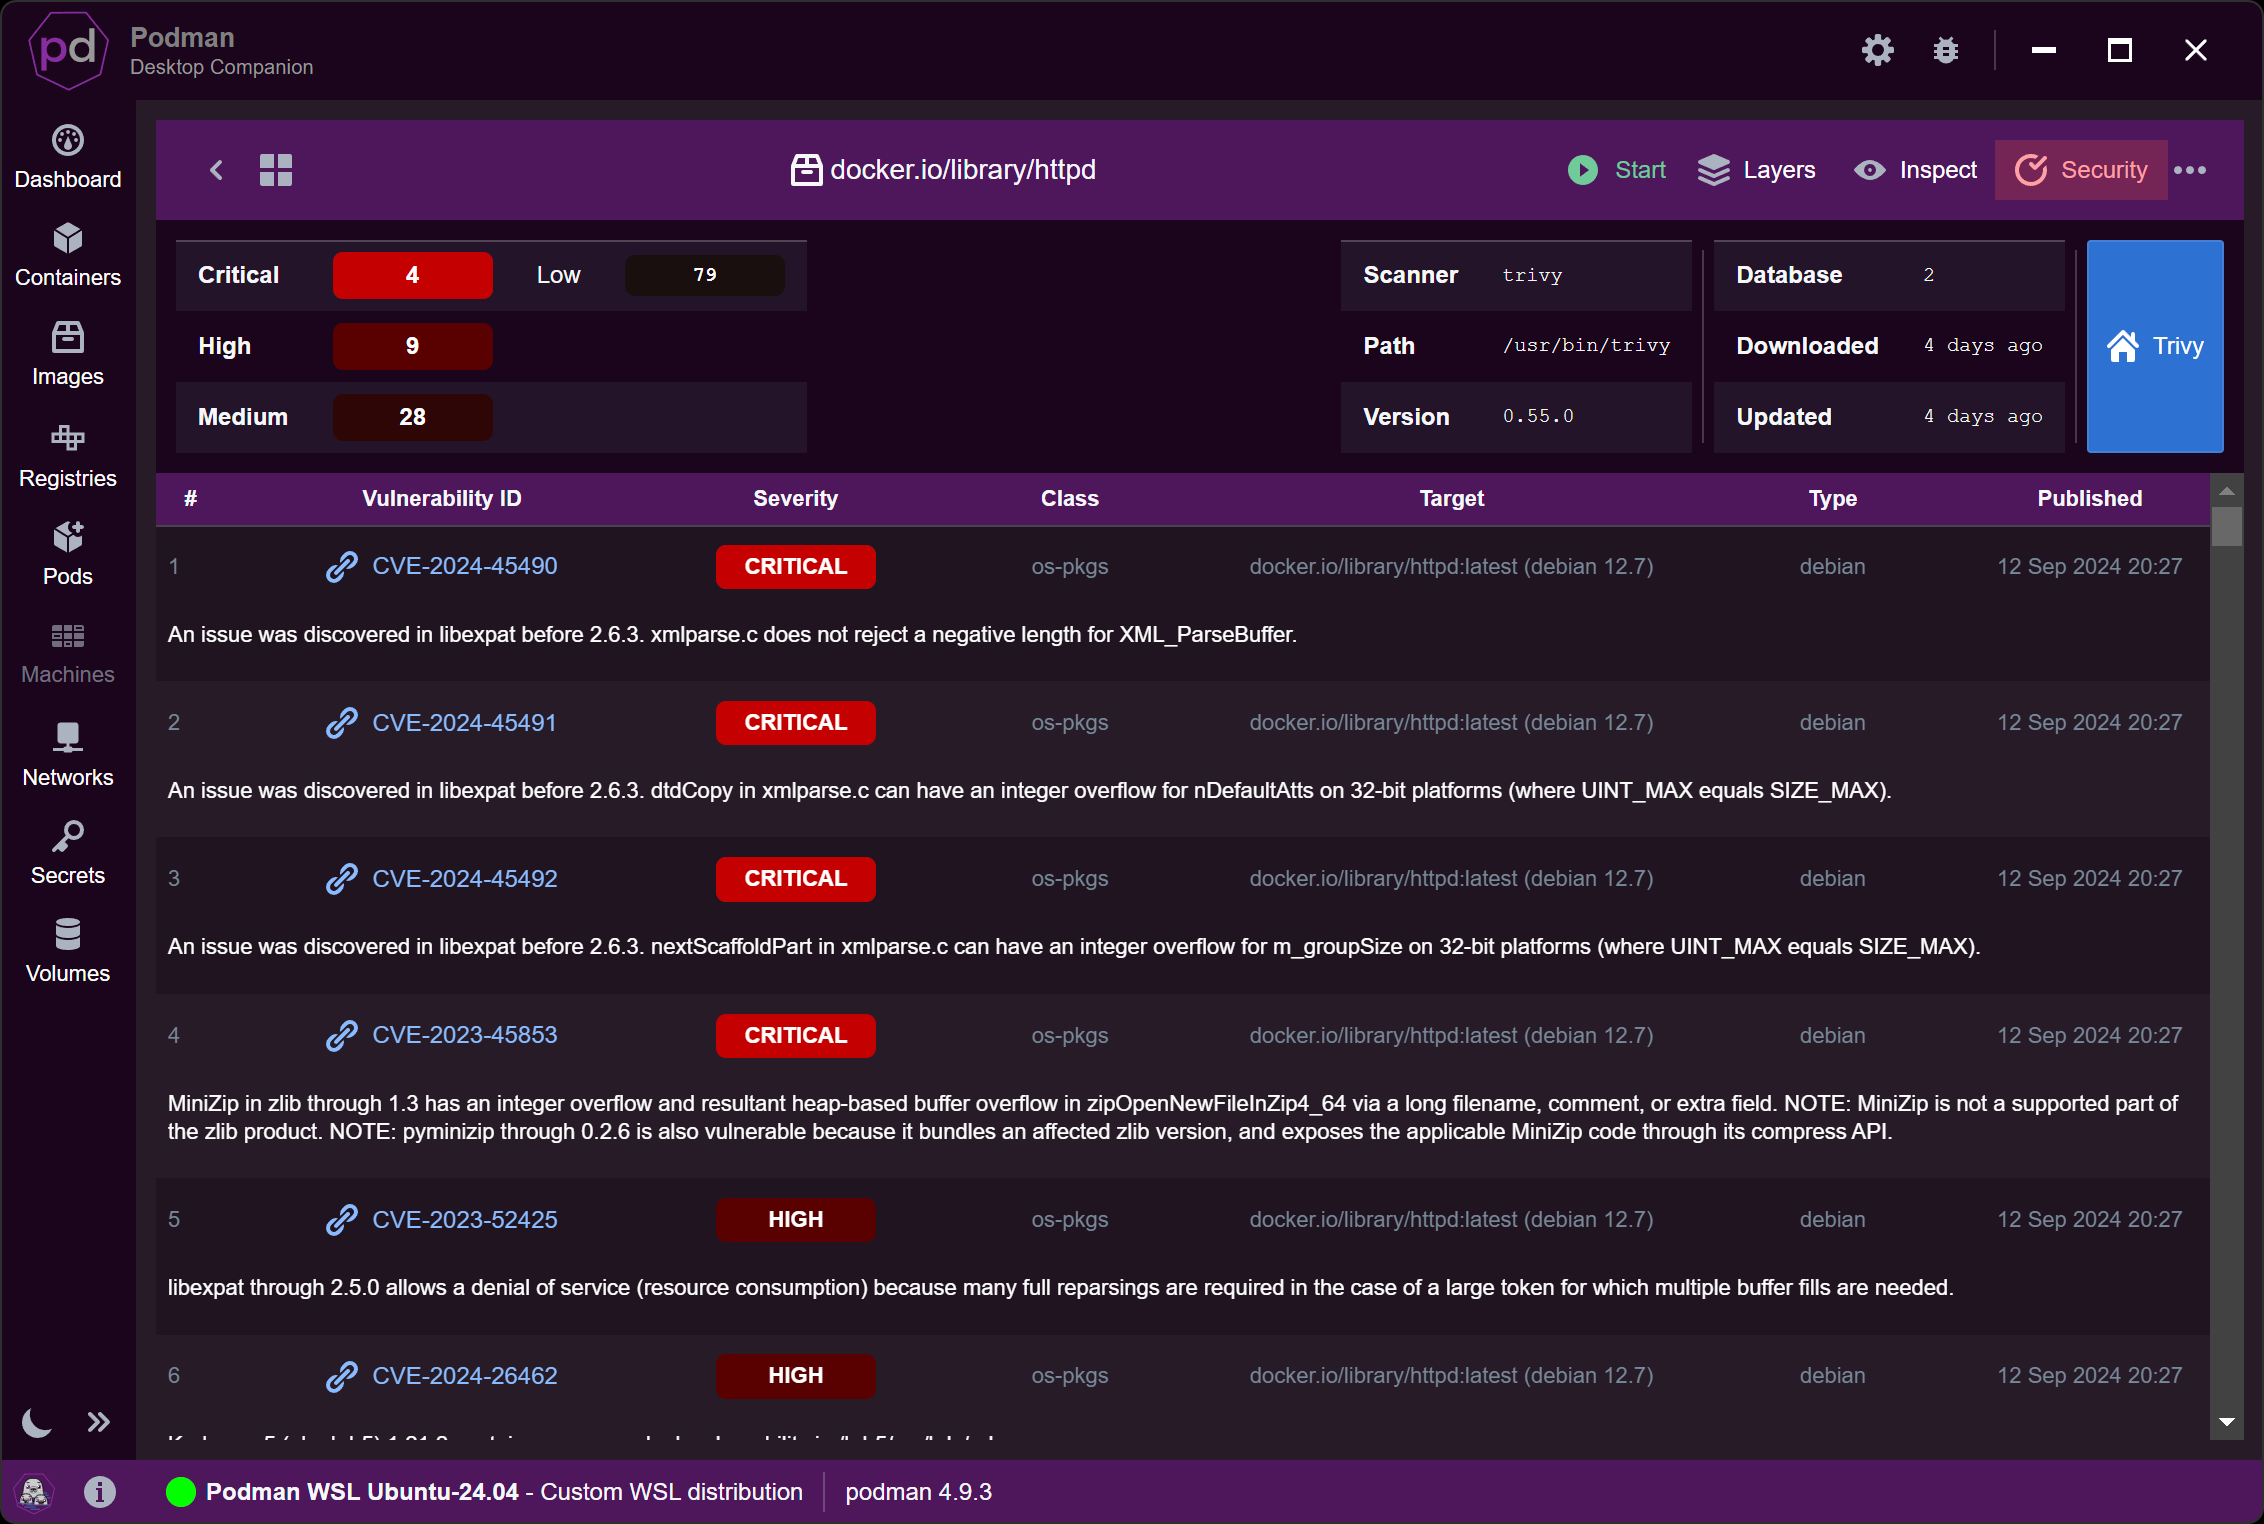 pd
Podman
Desktop Companion
Dashboard
Containers
Images
Registries
Pods
Machines
Networks
Secrets
Volumes
docker.io/library/httpd
Start
Layers
Inspect
Security
Critical 4 Low 79
High 9
Medium 28
Scanner trivy
Path /usr/bin/trivy
Version 0.55.0
Database 2
Downloaded 4 days ago
Updated 4 days ago
Trivy
# Vulnerability ID Severity Class Target Type Published
1 CVE-2024-45490 CRITICAL os-pkgs docker.io/library/httpd:latest (debian 12.7) debian 12 Sep 2024 20:27
An issue was discovered in libexpat before 2.6.3. xmlparse.c does not reject a negative length for XML_ParseBuffer.
2 CVE-2024-45491 CRITICAL os-pkgs docker.io/library/httpd:latest (debian 12.7) debian 12 Sep 2024 20:27
An issue was discovered in libexpat before 2.6.3. dtdCopy in xmlparse.c can have an integer overflow for nDefaultAtts on 32-bit platforms (where UINT_MAX equals SIZE_MAX).
3 CVE-2024-45492 CRITICAL os-pkgs docker.io/library/httpd:latest (debian 12.7) debian 12 Sep 2024 20:27
An issue was discovered in libexpat before 2.6.3. nextScaffoldPart in xmlparse.c can have an integer overflow for m_groupSize on 32-bit platforms (where UINT_MAX equals SIZE_MAX).
4 CVE-2023-45853 CRITICAL os-pkgs docker.io/library/httpd:latest (debian 12.7) debian 12 Sep 2024 20:27
MiniZip in zlib through 1.3 has an integer overflow and resultant heap-based buffer overflow in zipOpenNewFileInZip4_64 via a long filename, comment, or extra field. NOTE: MiniZip is not a supported part of
the zlib product. NOTE: pyminizip through 0.2.6 is also vulnerable because it bundles an affected zlib version, and exposes the applicable MiniZip code through its compress API.
5 CVE-2023-52425 HIGH os-pkgs docker.io/library/httpd:latest (debian 12.7) debian 12 Sep 2024 20:27
libexpat through 2.5.0 allows a denial of service (resource consumption) because many full reparsings are required in the case of a large token for which multiple buffer fills are needed.
6 CVE-2024-26462 HIGH os-pkgs docker.io/library/httpd:latest (debian 12.7) debian 12 Sep 2024 20:27
Podman WSL Ubuntu-24.04 - Custom WSL distribution
podman 4.9.3